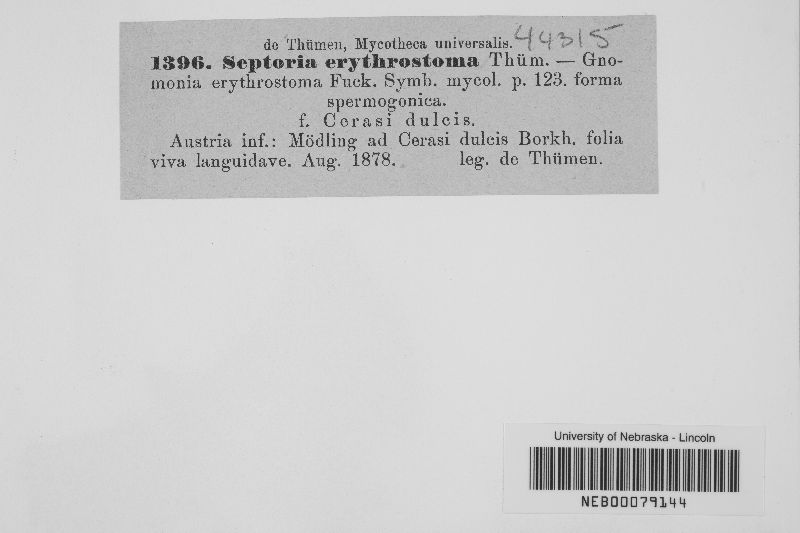 de Thümen, Mycotheca universalis. 44315
1396. Septoria erythrostoma Thüm. — Gno-
monia erythrostoma Fuck. Symb. mycol. p. 123. forma
spermogonica.
f. Cerasi dulcis.
Austria inf.: Mödling ad Cerasi dulcis Borkh. folia
viva languidave. Aug. 1878. leg. de Thümen.
University of Nebraska - Lincoln
NEB00079144